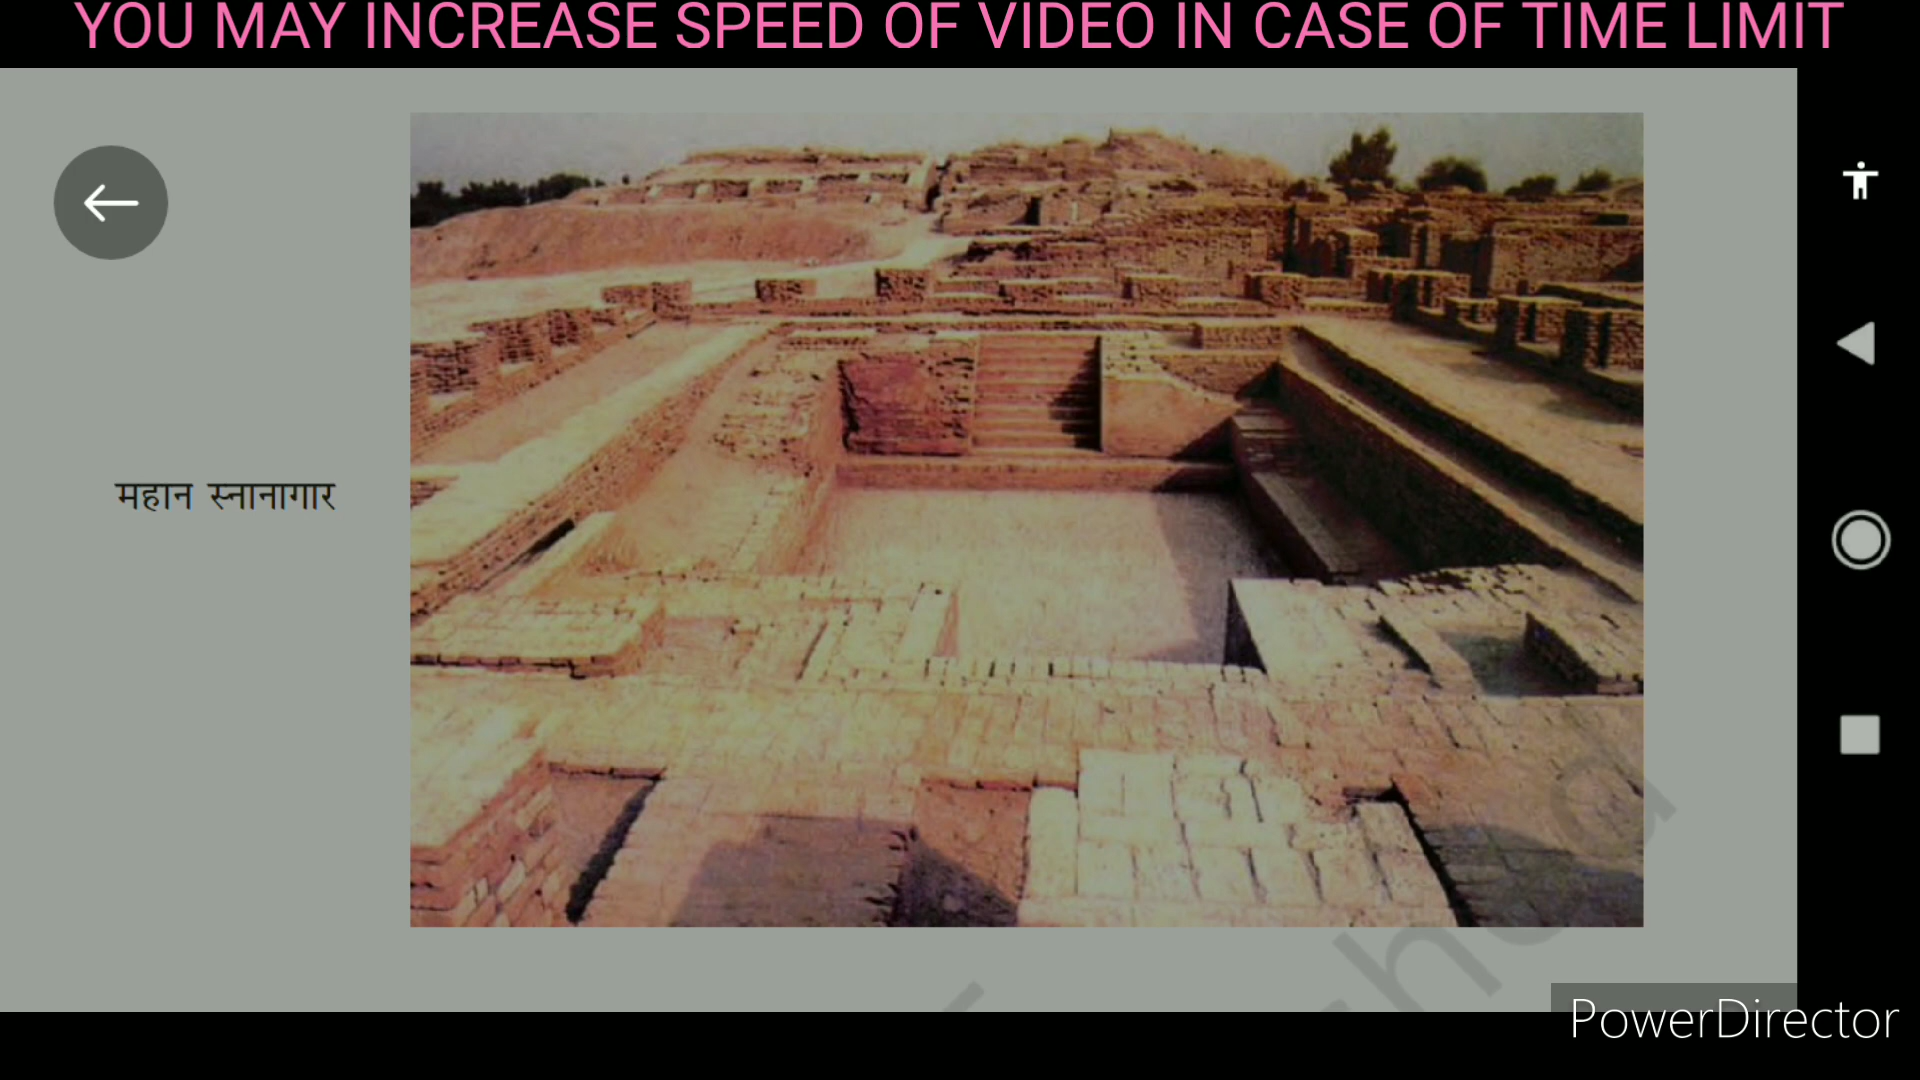 YOU MAY INCREASE SPEED OF VIDEO IN CASE OF TIME LIMIT
महान स्नानागार
PowerDirector